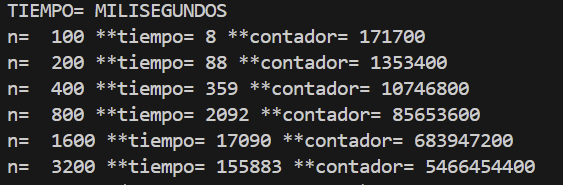 TIEMPO= MILISEGUNDOS
n=  100 **tiempo= 8 **contador= 171700
n=  200 **tiempo= 88 **contador= 1353400
n=  400 **tiempo= 359 **contador= 10746800
n=  800 **tiempo= 2092 **contador= 85653600
n=  1600 **tiempo= 17090 **contador= 683947200
n=  3200 **tiempo= 155883 **contador= 5466454400